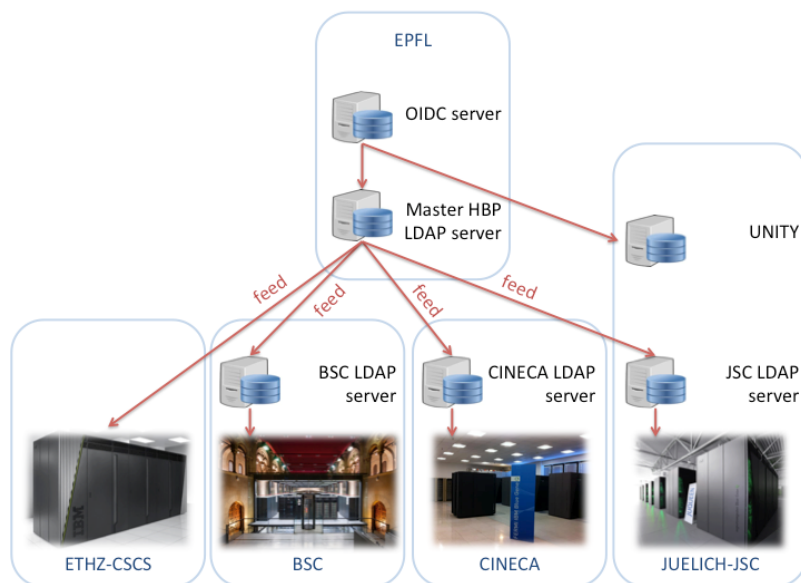 EPFL
OIDC server
Master HBP
LDAP server
UNITY
feed
feed
feed
feed
BSC LDAP
server
CINECA LDAP
server
JSC LDAP
server
IBM
ETHZ-CSCS
BSC
CINECA
JUELICH-JSC